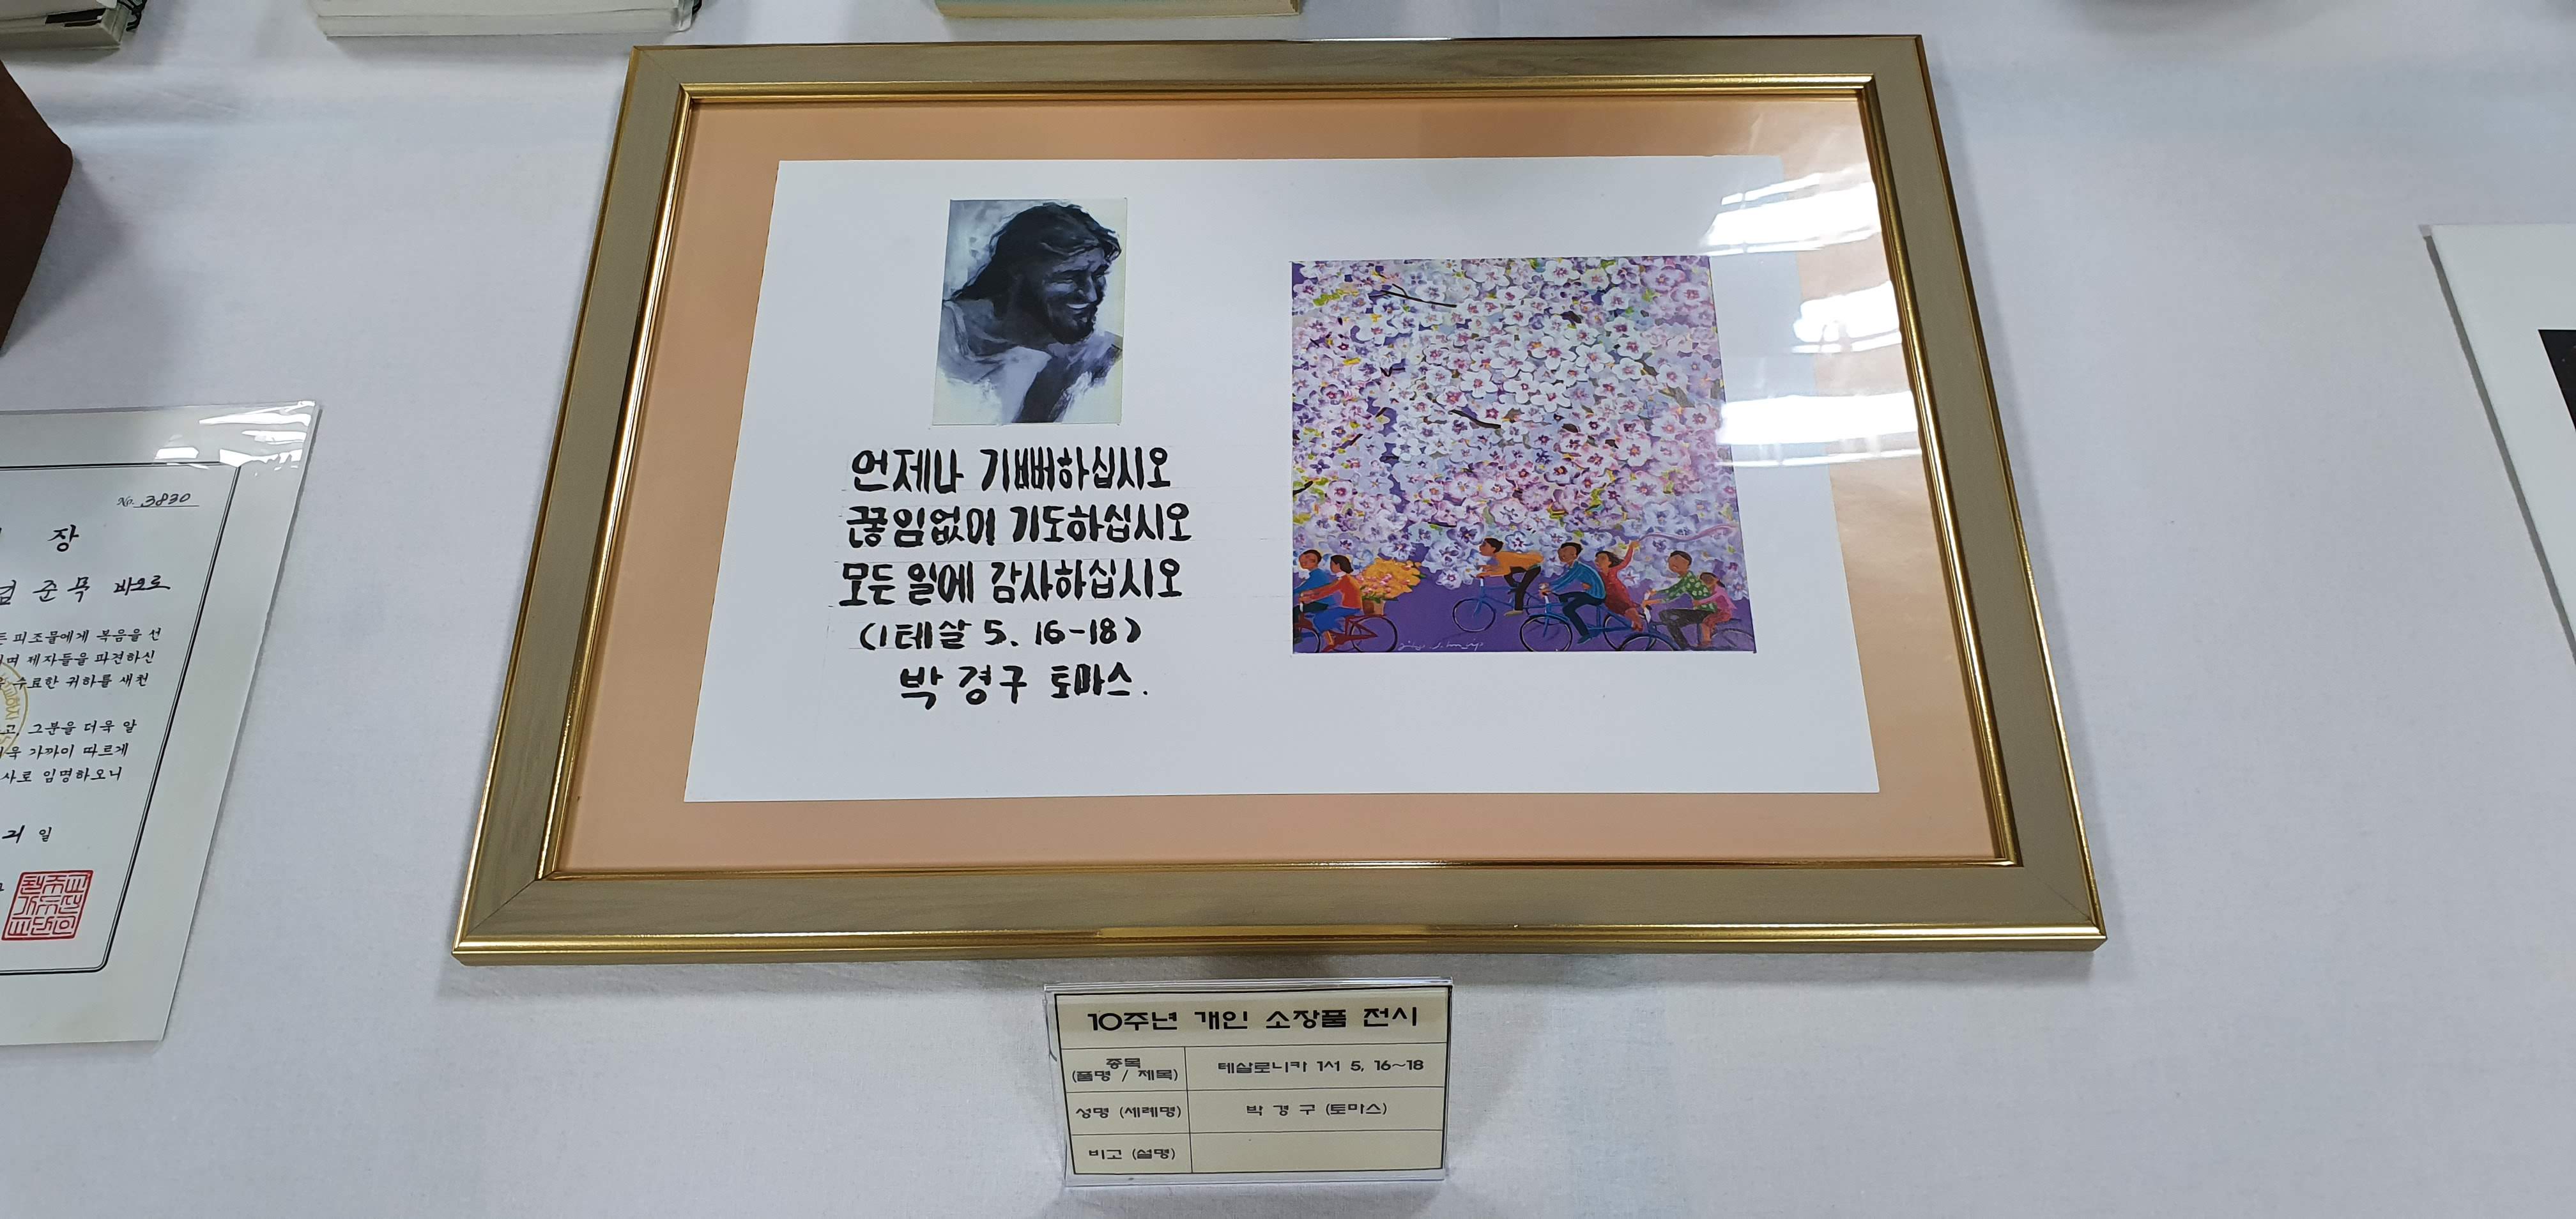 언제나 기뻐하십시오
끊임없이 기도하십시오
모든 일에 감사하십시오
(1테살 5. 16-18)
박 경구 토마스.
10주년 개인 소장품 전시
종목
(품명 / 제목)
테살로니카 1서 5, 16~18
성명 (세례명)
박 경 구 (토마스)
비고 (설명)
No. 3830
장
준 묵 바오로
피조물에게 복음을 선
며 제자들을 파견하신
수료한 귀하를 새천
고, 그분을 더욱 알
가까이 따르게
사로 임명하오니
일